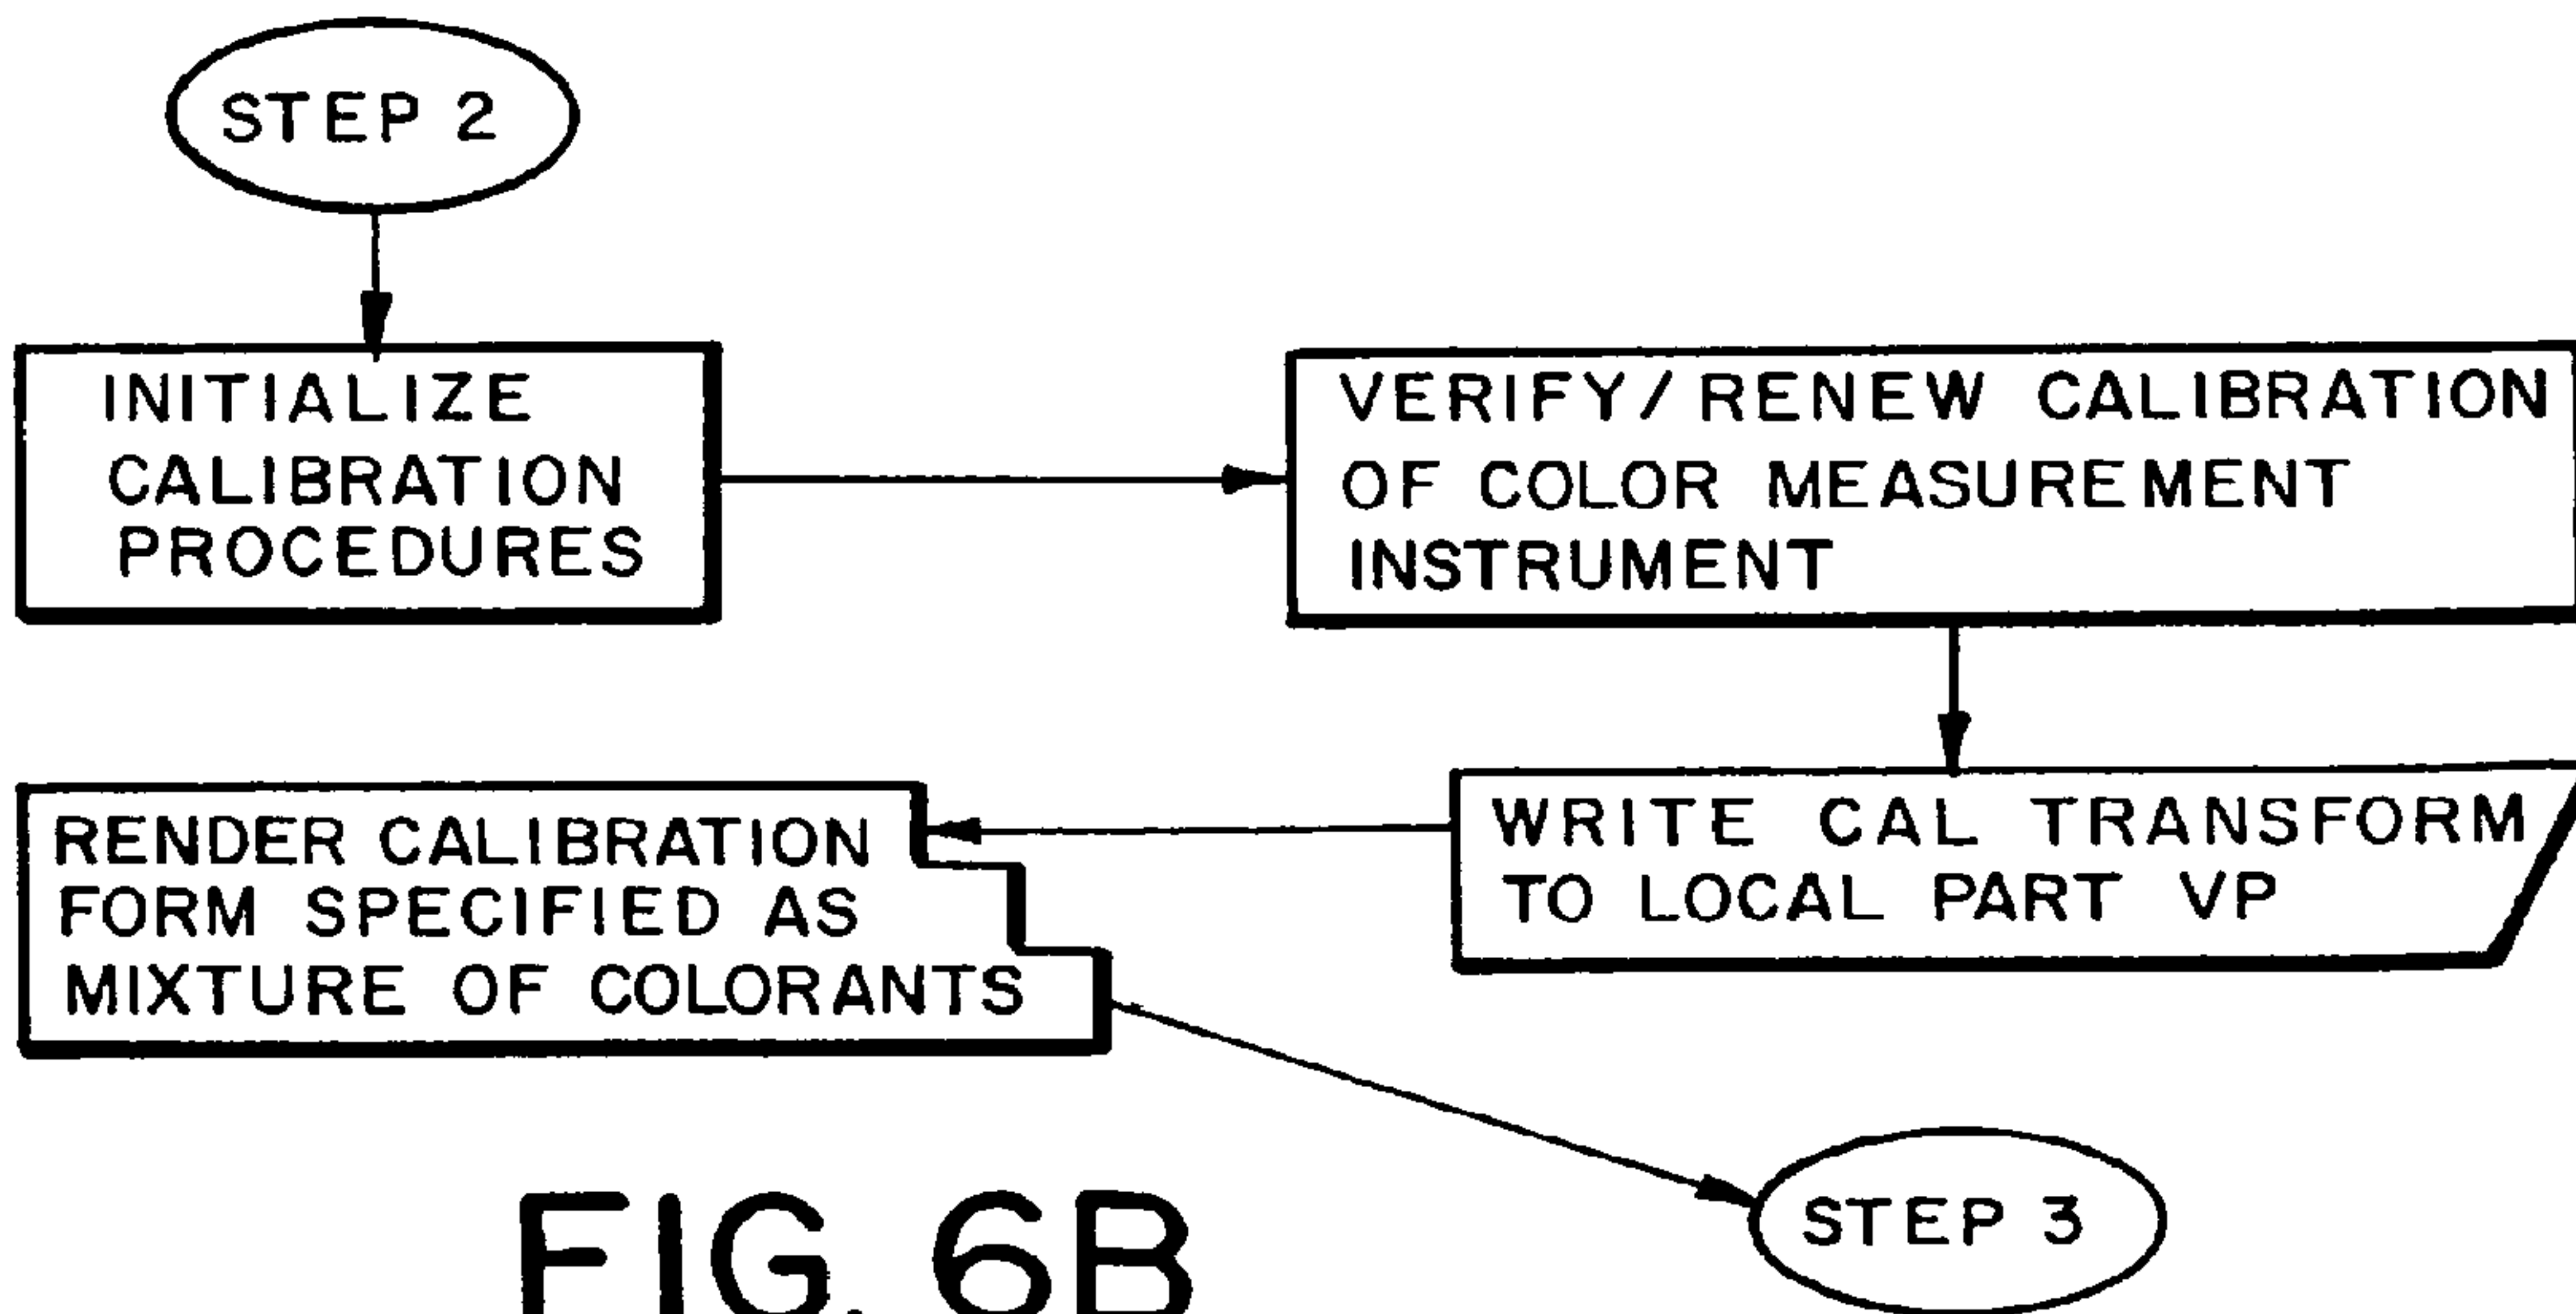 STEP 2
INITIALIZE
CALIBRATION
PROCEDURES
VERIFY/RENEW CALIBRATION
OF COLOR MEASUREMENT
INSTRUMENT
WRITE CAL TRANSFORM
TO LOCAL PART VP
RENDER CALIBRATION
FORM SPECIFIED AS
MIXTURE OF COLORANTS
STEP 3
FIG. 6B